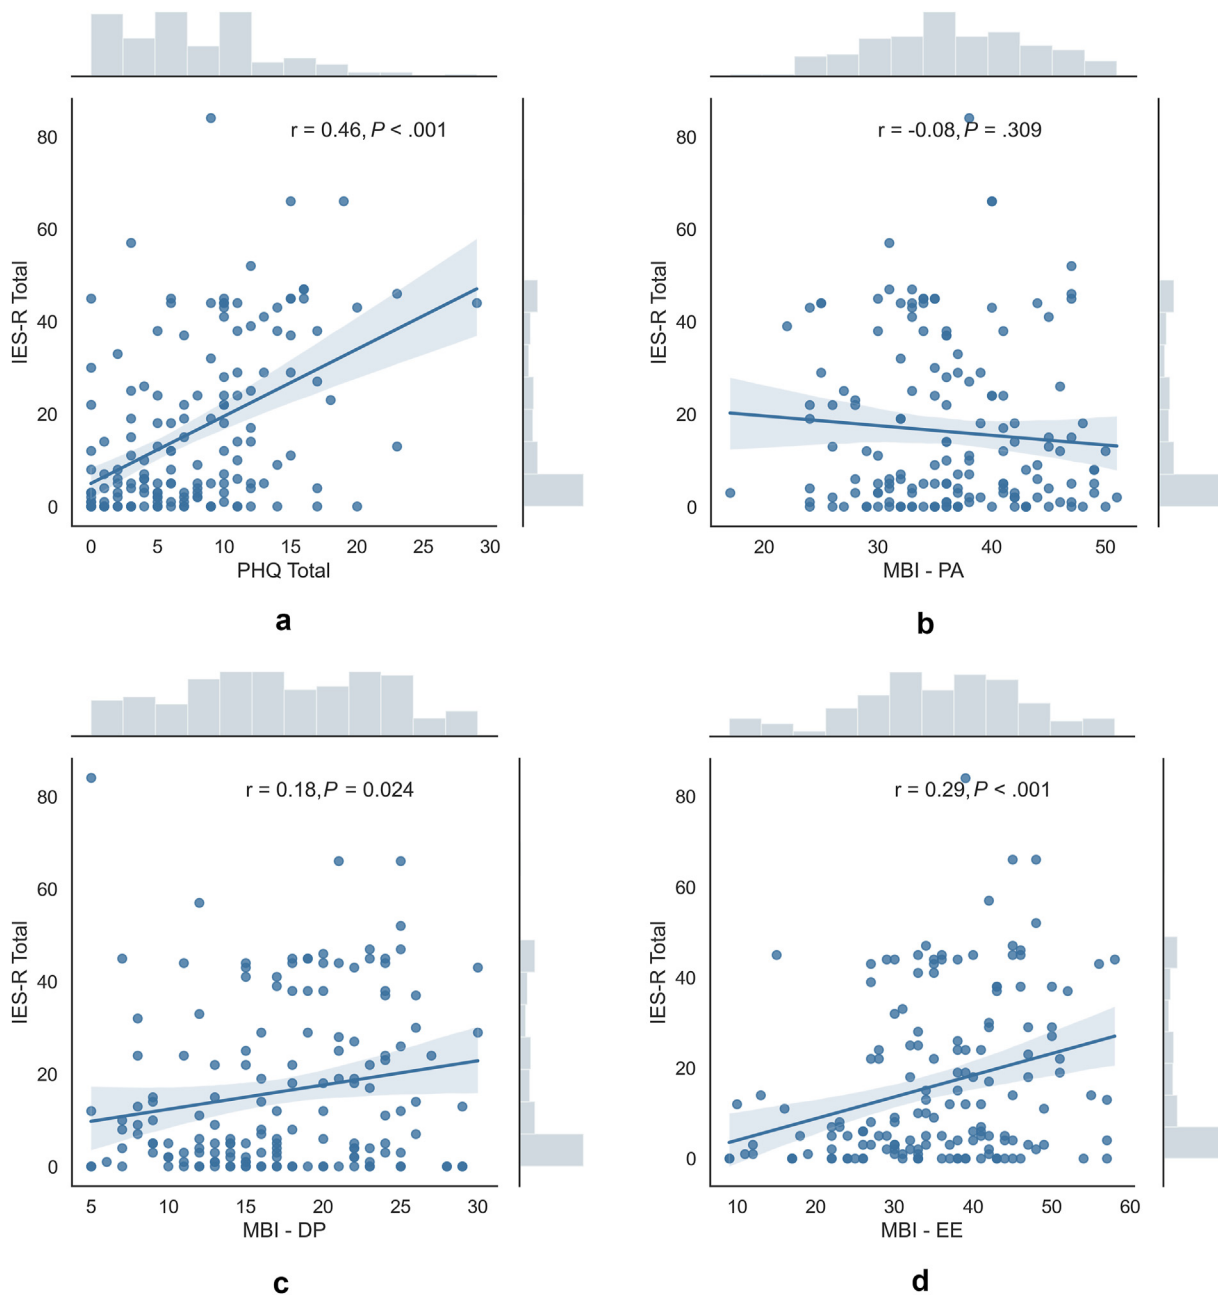 r = 0.46, P < .001
80
60
40
20
0
IES-R Total
0 5 10 15 20 25 30
PHQ Total
a
r = -0.08, P = .309
80
60
40
20
0
IES-R Total
20 30 40 50
MBI - PA
b
r = 0.18, P = 0.024
80
60
40
20
0
IES-R Total
5 10 15 20 25 30
MBI - DP
c
r = 0.29, P < .001
80
60
40
20
0
IES-R Total
10 20 30 40 50 60
MBI - EE
d